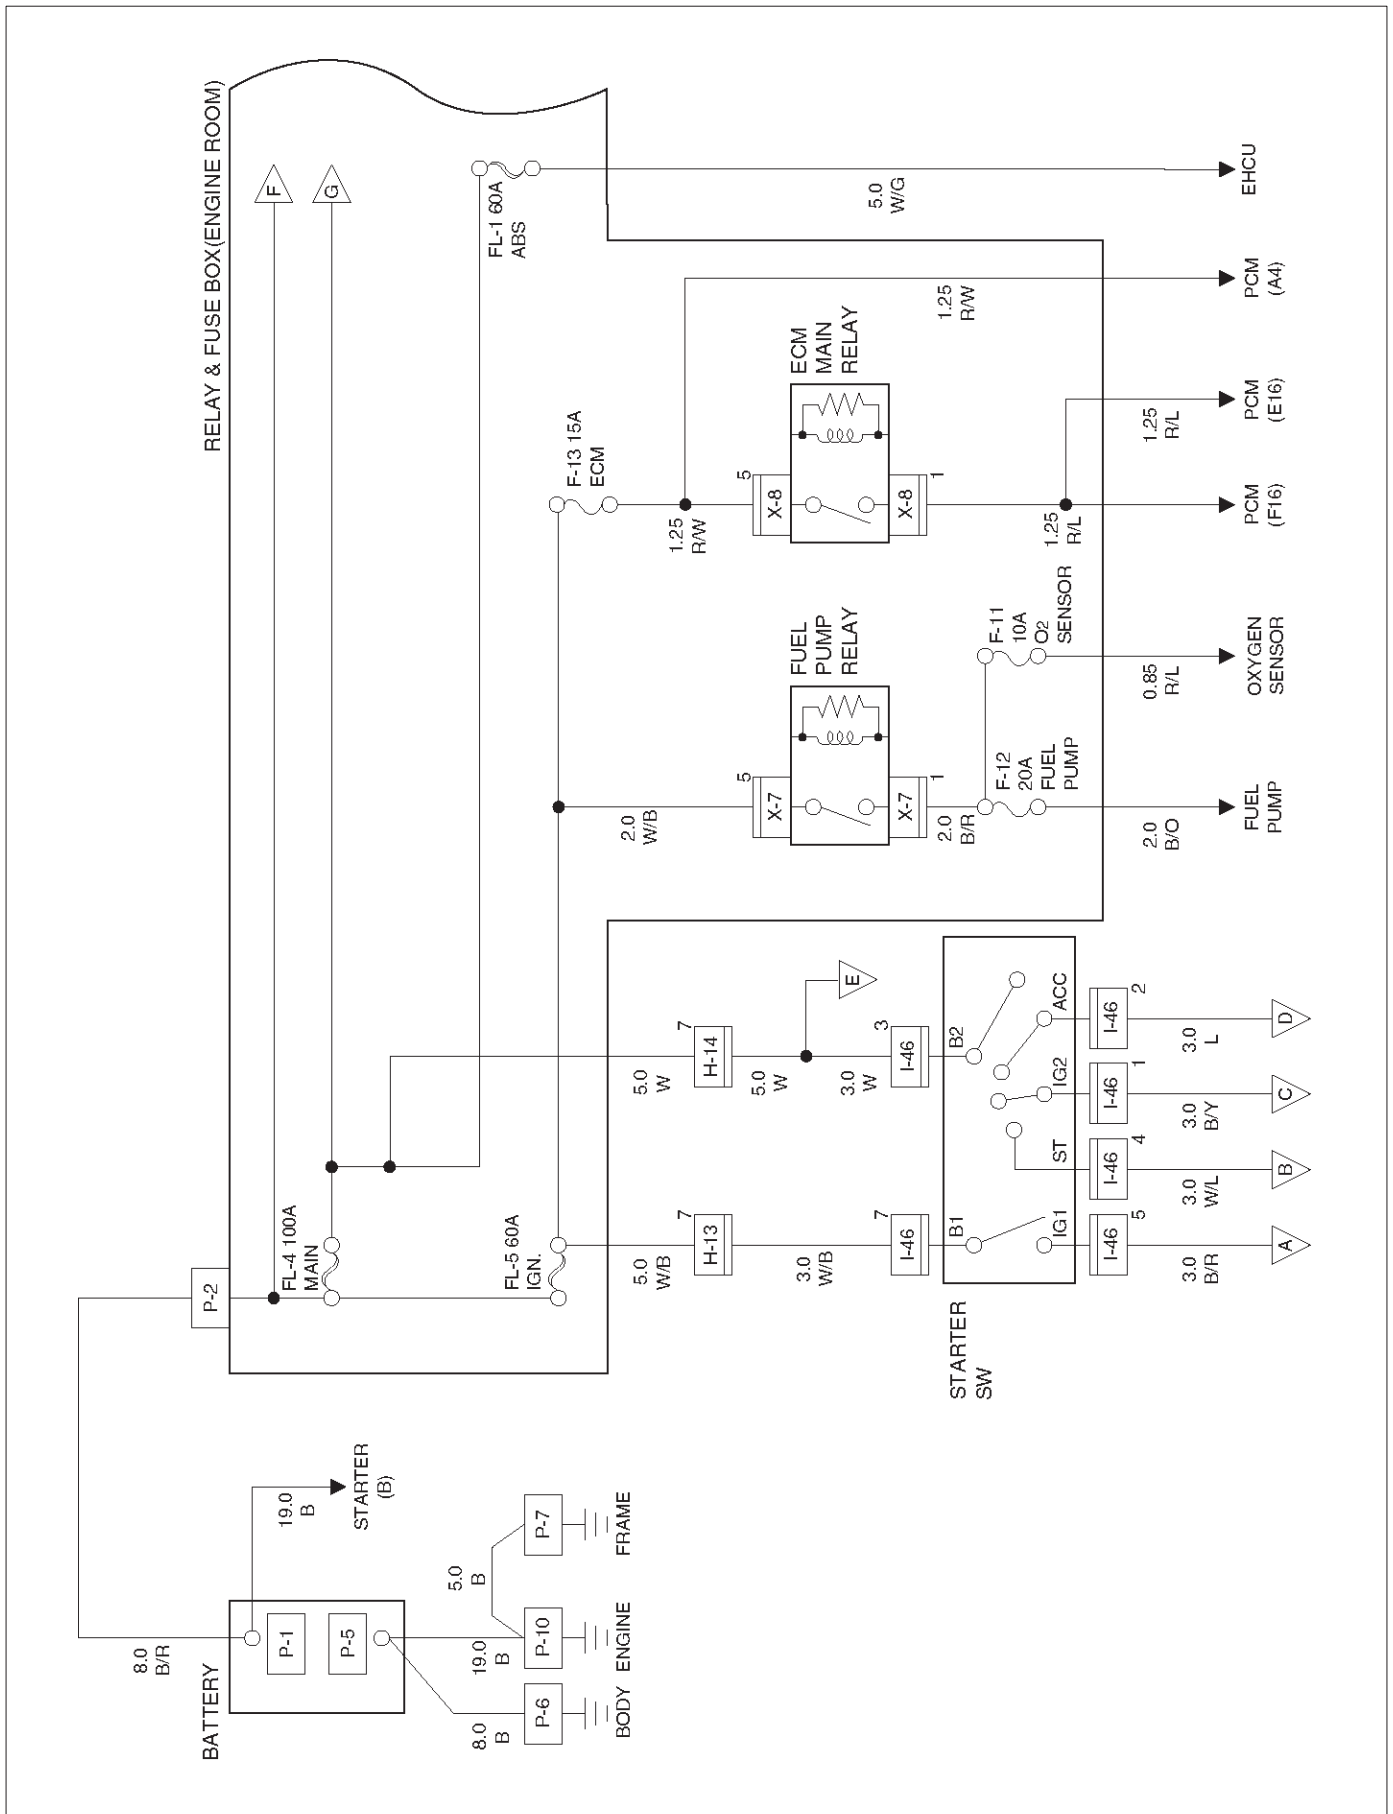 RELAY & FUSE BOX(ENGINE ROOM)
F
G
FL-1 60A
ABS
5.0
W/G
EHCU
P-2
FL-4 100A
MAIN
FL-5 60A
IGN.
F-13 15A
ECM
1.25
R/W
1.25
R/W
PCM
(A4)
5
X-8
ECM
MAIN
RELAY
X-8
1
1.25
R/L
1.25
R/L
PCM
(E16)
PCM
(F16)
2.0
W/B
5
X-7
FUEL
PUMP
RELAY
X-7
1
2.0
B/R
F-12
20A
FUEL
PUMP
F-11
10A
O2
SENSOR
0.85
R/L
OXYGEN
SENSOR
2.0
B/O
FUEL
PUMP
5.0
W
7
H-14
5.0
W
E
3.0
W
3
I-46
5.0
W/B
7
H-13
3.0
W/B
7
I-46
STARTER
SW
B1
B2
IG1
ST
IG2
ACC
I-46
5
I-46
4
I-46
1
I-46
2
3.0
B/R
3.0
W/L
3.0
B/Y
3.0
L
A
B
C
D
BATTERY
8.0
B/R
P-1
P-5
19.0
B
STARTER
(B)
8.0
B
19.0
B
5.0
B
P-6
P-10
P-7
BODY
ENGINE
FRAME